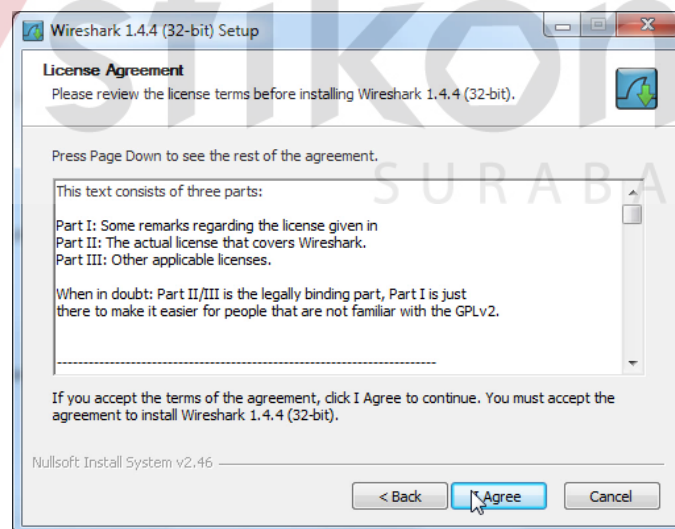 stikom
SURABA
Wireshark 1.4.4 (32-bit) Setup
License Agreement
Please review the license terms before installing Wireshark 1.4.4 (32-bit).
Press Page Down to see the rest of the agreement.
This text consists of three parts:
Part I: Some remarks regarding the license given in
Part II: The actual license that covers Wireshark.
Part III: Other applicable licenses.
When in doubt: Part II/III is the legally binding part, Part I is just
there to make it easier for people that are not familiar with the GPLv2.
------------------------------------------------------------------------
If you accept the terms of the agreement, click I Agree to continue. You must accept the
agreement to install Wireshark 1.4.4 (32-bit).
Nullsoft Install System v2.46
< Back
I Agree
Cancel